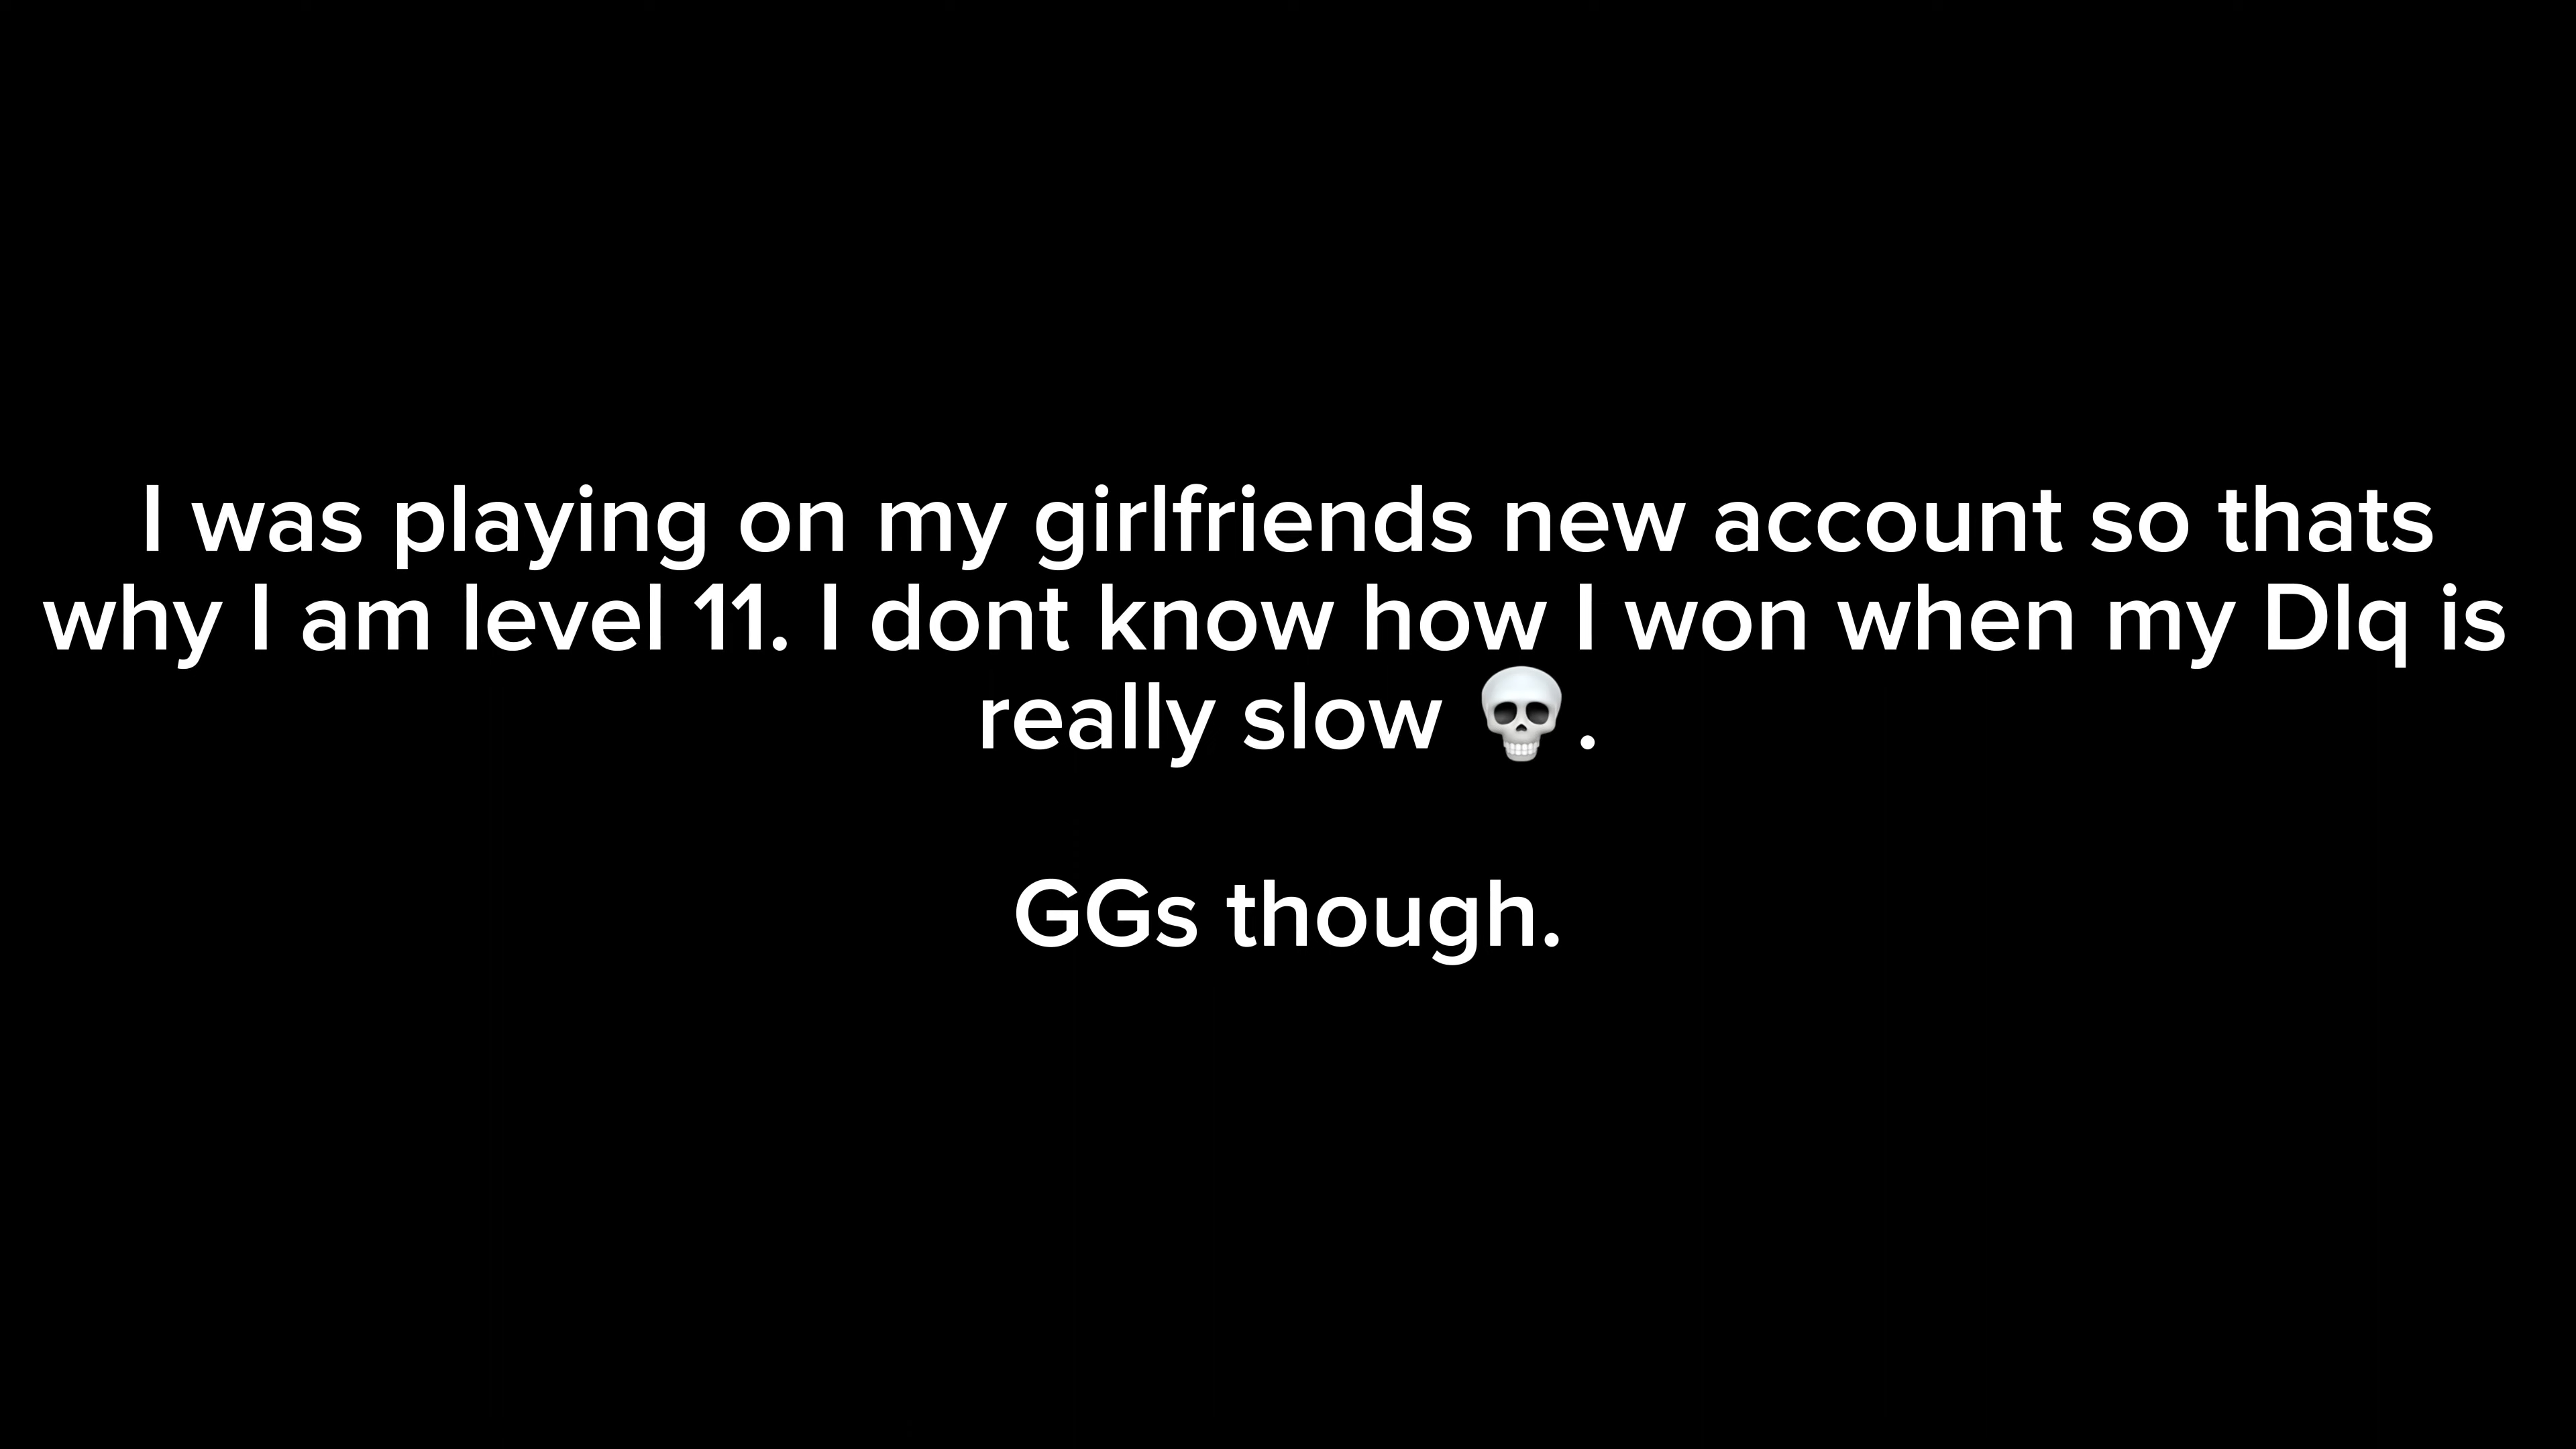 I was playing on my girlfriends new account so thats
why I am level 11. I dont know how I won when my Dlq is
really slow 💀.
GGs though.